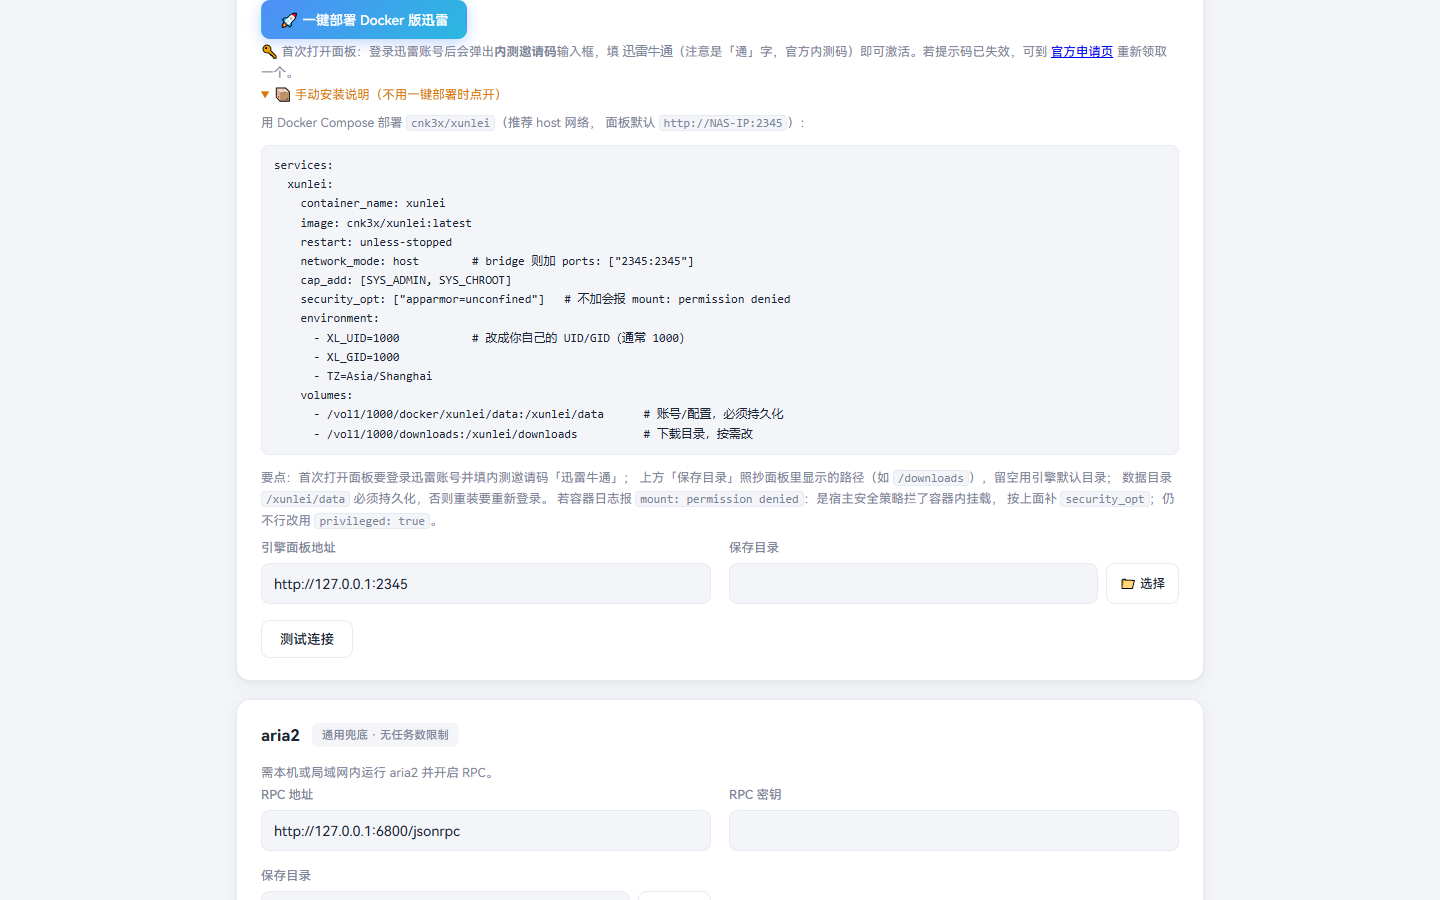 🚀 一键部署 Docker 版迅雷
🔑 首次打开面板：登录迅雷账号后会弹出内测邀请码输入框，填 迅雷牛通（注意是「通」字，官方内测码）即可激活。若提示码已失效，可到 官方申请页 重新领取
一个。
▼ 📦 手动安装说明（不用一键部署时点开）
用 Docker Compose 部署 cnk3x/xunlei（推荐 host 网络， 面板默认 http://NAS-IP:2345）：
services:
  xunlei:
    container_name: xunlei
    image: cnk3x/xunlei:latest
    restart: unless-stopped
    network_mode: host        # bridge 则加 ports: ["2345:2345"]
    cap_add: [SYS_ADMIN, SYS_CHROOT]
    security_opt: ["apparmor=unconfined"]   # 不加会报 mount: permission denied
    environment:
      - XL_UID=1000           # 改成你自己的 UID/GID（通常 1000）
      - XL_GID=1000
      - TZ=Asia/Shanghai
    volumes:
      - /vol1/1000/docker/xunlei/data:/xunlei/data      # 账号/配置，必须持久化
      - /vol1/1000/downloads:/xunlei/downloads          # 下载目录，按需改
要点：首次打开面板要登录迅雷账号并填内测邀请码「迅雷牛通」； 上方「保存目录」照抄面板里显示的路径（如 /downloads），留空用引擎默认目录； 数据目录
/xunlei/data 必须持久化，否则重装要重新登录。 若容器日志报 mount: permission denied：是宿主安全策略拦了容器内挂载， 按上面补 security_opt；仍
不行改用 privileged: true。
引擎面板地址
保存目录
http://127.0.0.1:2345
📁 选择
测试连接
aria2 通用兜底 · 无任务数限制
需本机或局域网内运行 aria2 并开启 RPC。
RPC 地址
RPC 密钥
http://127.0.0.1:6800/jsonrpc
保存目录